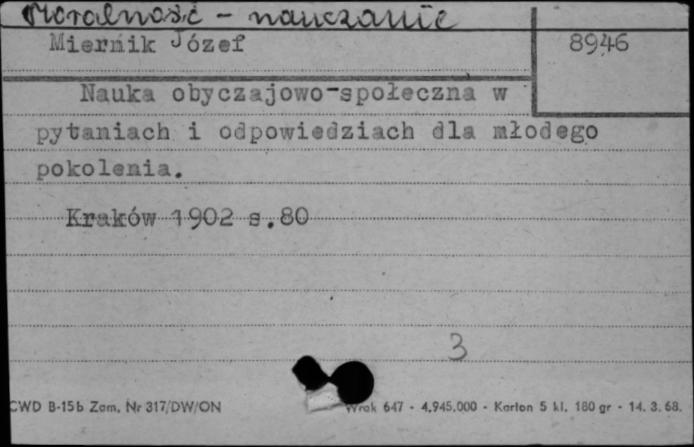 Moralność - nauczanie
Miernik Józef
8946
Nauka obyczajowo-społeczna w
pytaniach i odpowiedziach dla młodego
pokolenia.
Kraków 1902 s.80
3
CWD B-15b Zam. Nr 317/DW/ON
Wrok 647 - 4.945.000 - Karton 5 kl. 180 gr - 14. 3. 68.